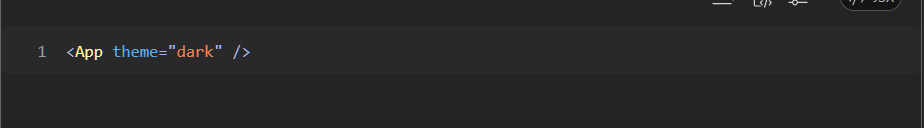 1 <App theme="dark" />